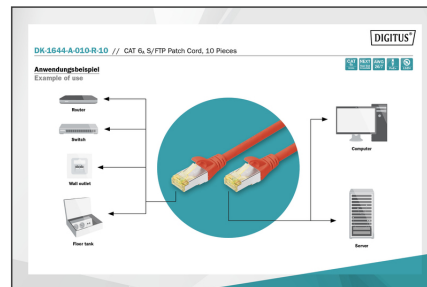 DIGITUS®
DK-1644-A-010-R-10 // CAT 6A S/FTP Patch Cord, 10 Pieces
Anwendungsbeispiel
Example of use
Router
Switch
Wall outlet
Floor tank
Computer
Server